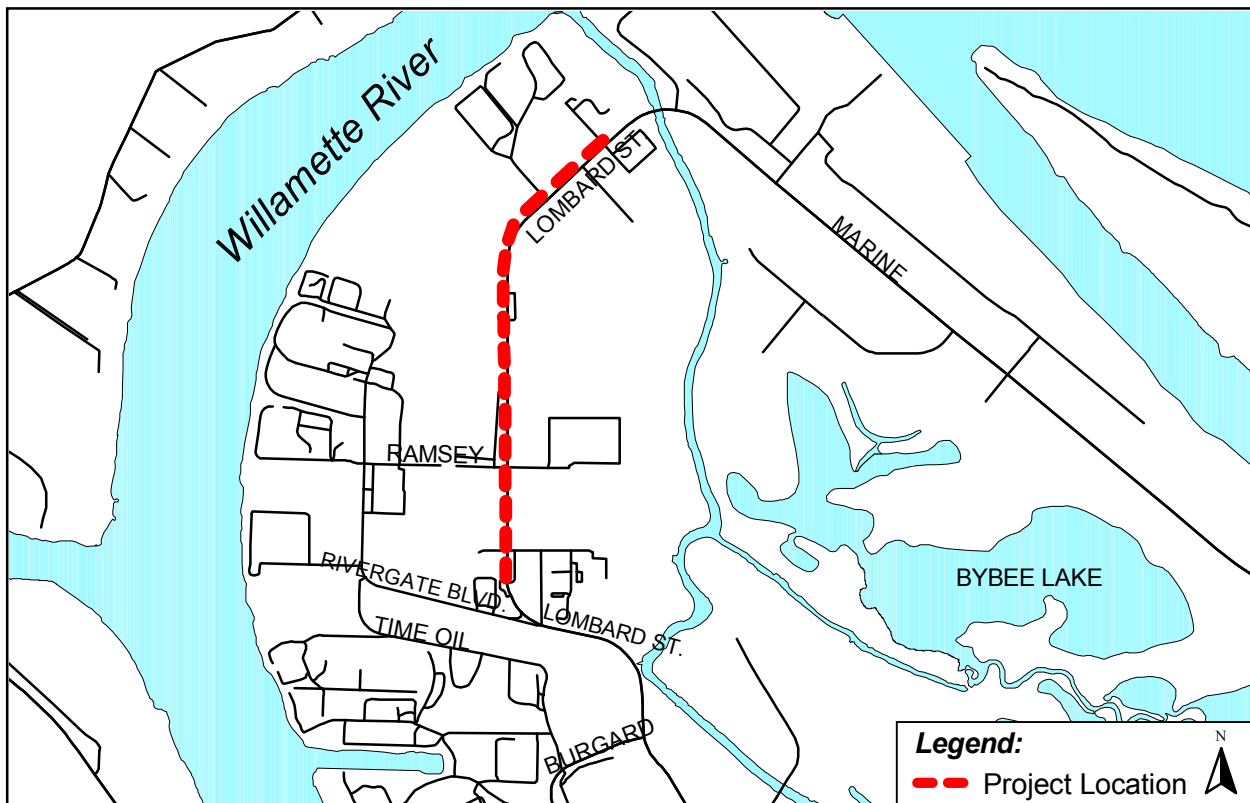 Willamette River
LOMBARD ST
MARINE
RAMSEY
BYBEE LAKE
RIVERGATE BLVD.
LOMBARD ST.
TIME OIL
BURGARD
Legend:
N
Project Location